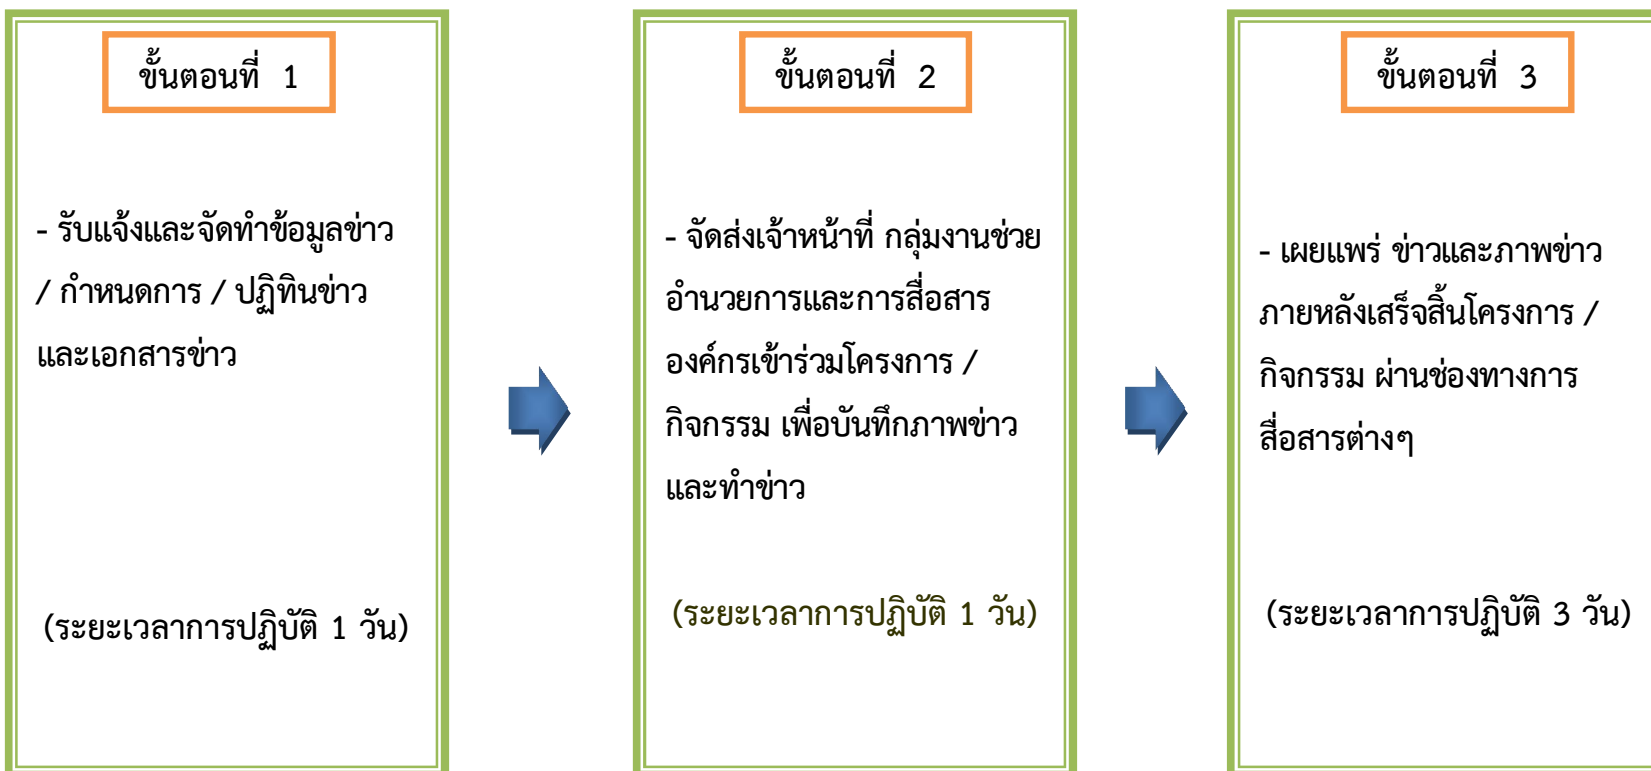 ขั้นตอนที่ 1
- รับแจ้งและจัดทำข้อมูลข่าว
/ กำหนดการ / ปฏิทินข่าว
และเอกสารข่าว
(ระยะเวลาการปฏิบัติ 1 วัน)
ขั้นตอนที่ 2
- จัดส่งเจ้าหน้าที่ กลุ่มงานช่วย
อำนวยการและการสื่อสาร
องค์กรเข้าร่วมโครงการ /
กิจกรรม เพื่อบันทึกภาพข่าว
และทำข่าว
(ระยะเวลาการปฏิบัติ 1 วัน)
ขั้นตอนที่ 3
- เผยแพร่ ข่าวและภาพข่าว
ภายหลังเสร็จสิ้นโครงการ /
กิจกรรม ผ่านช่องทางการ
สื่อสารต่างๆ
(ระยะเวลาการปฏิบัติ 3 วัน)